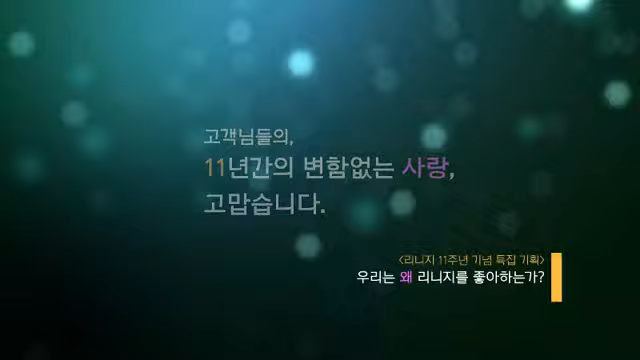 고객님들의,
11년간의 변함없는 사랑,
고맙습니다.
<리니지 11주년 기념 특집 기획>
우리는 왜 리니지를 좋아하는가?